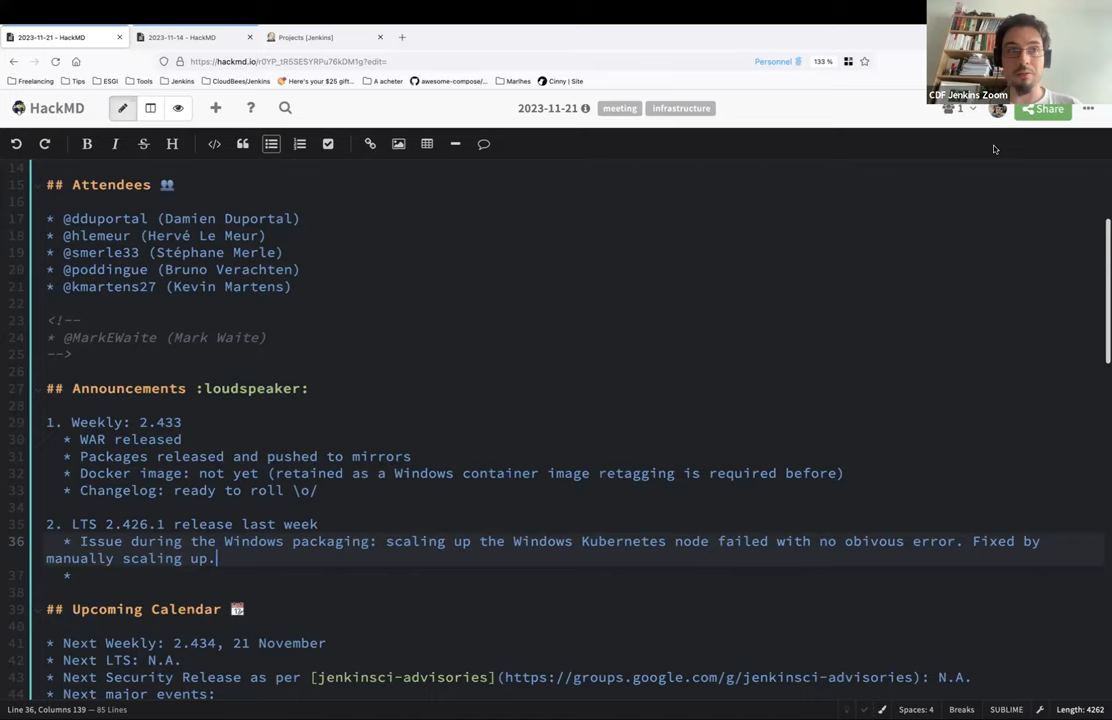 2023-11-21 - HackMD
2023-11-14 - HackMD
Projects [Jenkins]
https://hackmd.io/r0YP_tR5SESYRPu76kDM1g?edit=
Personnel
133 %
Freelancing
Tips
ESGI
Tools
Jenkins
CloudBees/Jenkins
Here's your $25 gift...
A acheter
awesome-compose/...
Marlhes
Cinny | Site
CDF Jenkins Zoom
HackMD
2023-11-21
meeting
infrastructure
1
Share
B I S H
14
15 ## Attendees 👥
16
17 * @dduportal (Damien Duportal)
18 * @hlemeur (Hervé Le Meur)
19 * @smerle33 (Stéphane Merle)
20 * @poddingue (Bruno Verachten)
21 * @kmartens27 (Kevin Martens)
22
23 <!--
24 * @MarkEWaite (Mark Waite)
25 -->
26
27 ## Announcements :loudspeaker:
28
29 1. Weekly: 2.433
30 * WAR released
31 * Packages released and pushed to mirrors
32 * Docker image: not yet (retained as a Windows container image retagging is required before)
33 * Changelog: ready to roll \o/
34
35 2. LTS 2.426.1 release last week
36 * Issue during the Windows packaging: scaling up the Windows Kubernetes node failed with no obivous error. Fixed by
manually scaling up.
37 *
38
39 ## Upcoming Calendar 📆
40
41 * Next Weekly: 2.434, 21 November
42 * Next LTS: N.A.
43 * Next Security Release as per [jenkinsci-advisories](https://groups.google.com/g/jenkinsci-advisories): N.A.
44 * Next major events:
Line 36, Columns 139 — 85 Lines
Spaces: 4
Breaks
SUBLIME
Length: 4262